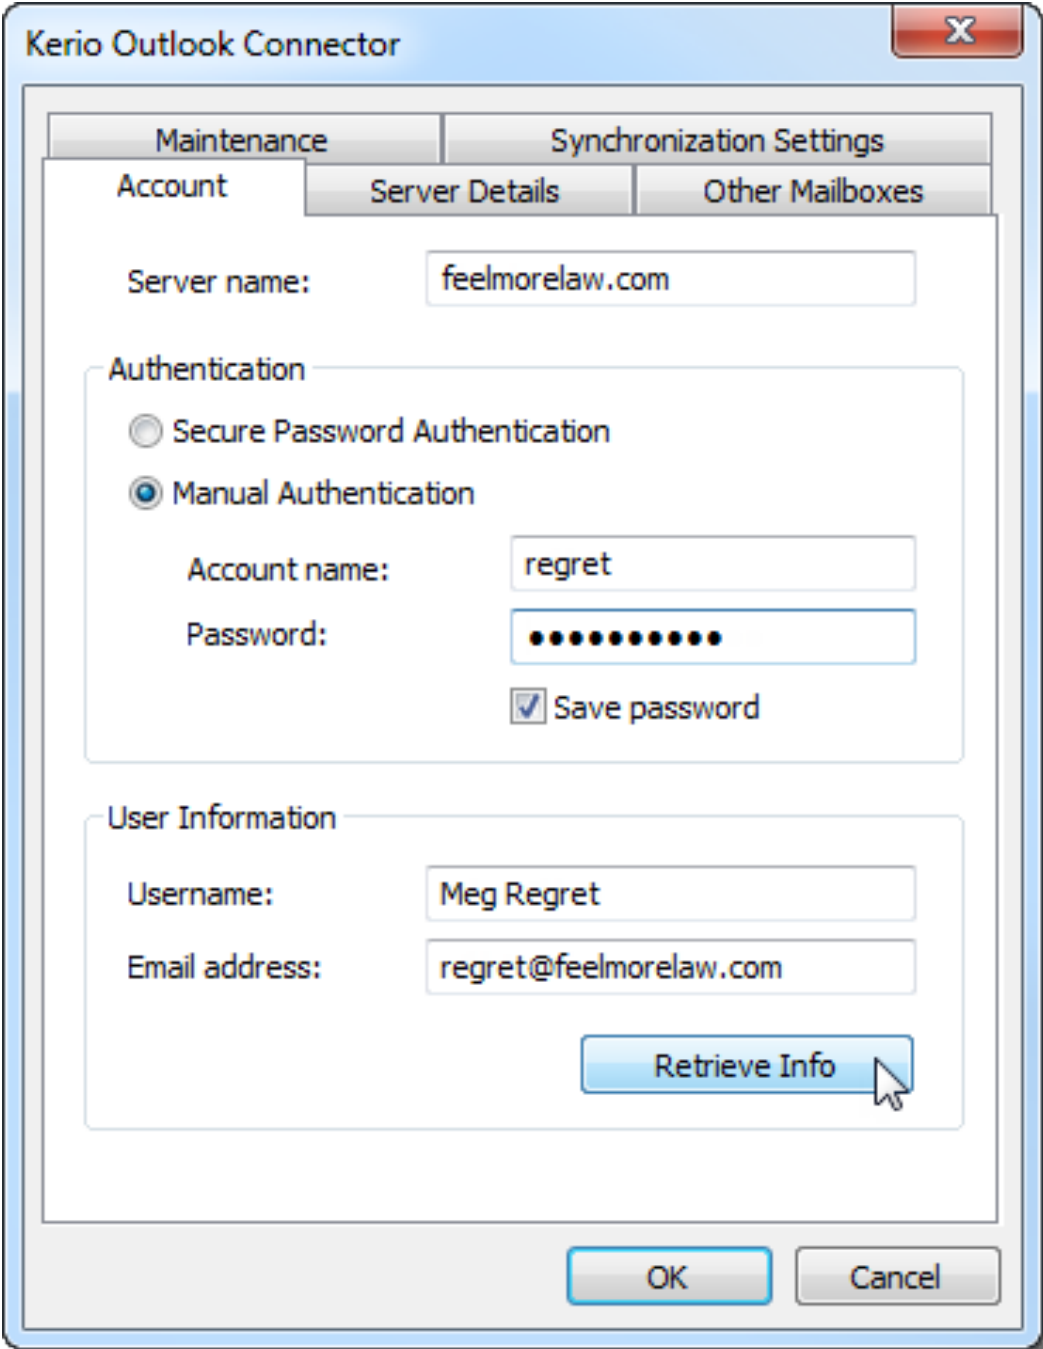 Kerio Outlook Connector
Maintenance
Synchronization Settings
Account
Server Details
Other Mailboxes
Server name:
feelmorelaw.com
Authentication
Secure Password Authentication
Manual Authentication
Account name:
regret
Password:
●●●●●●●●●●
Save password
User Information
Username:
Meg Regret
Email address:
regret@feelmorelaw.com
Retrieve Info
OK
Cancel